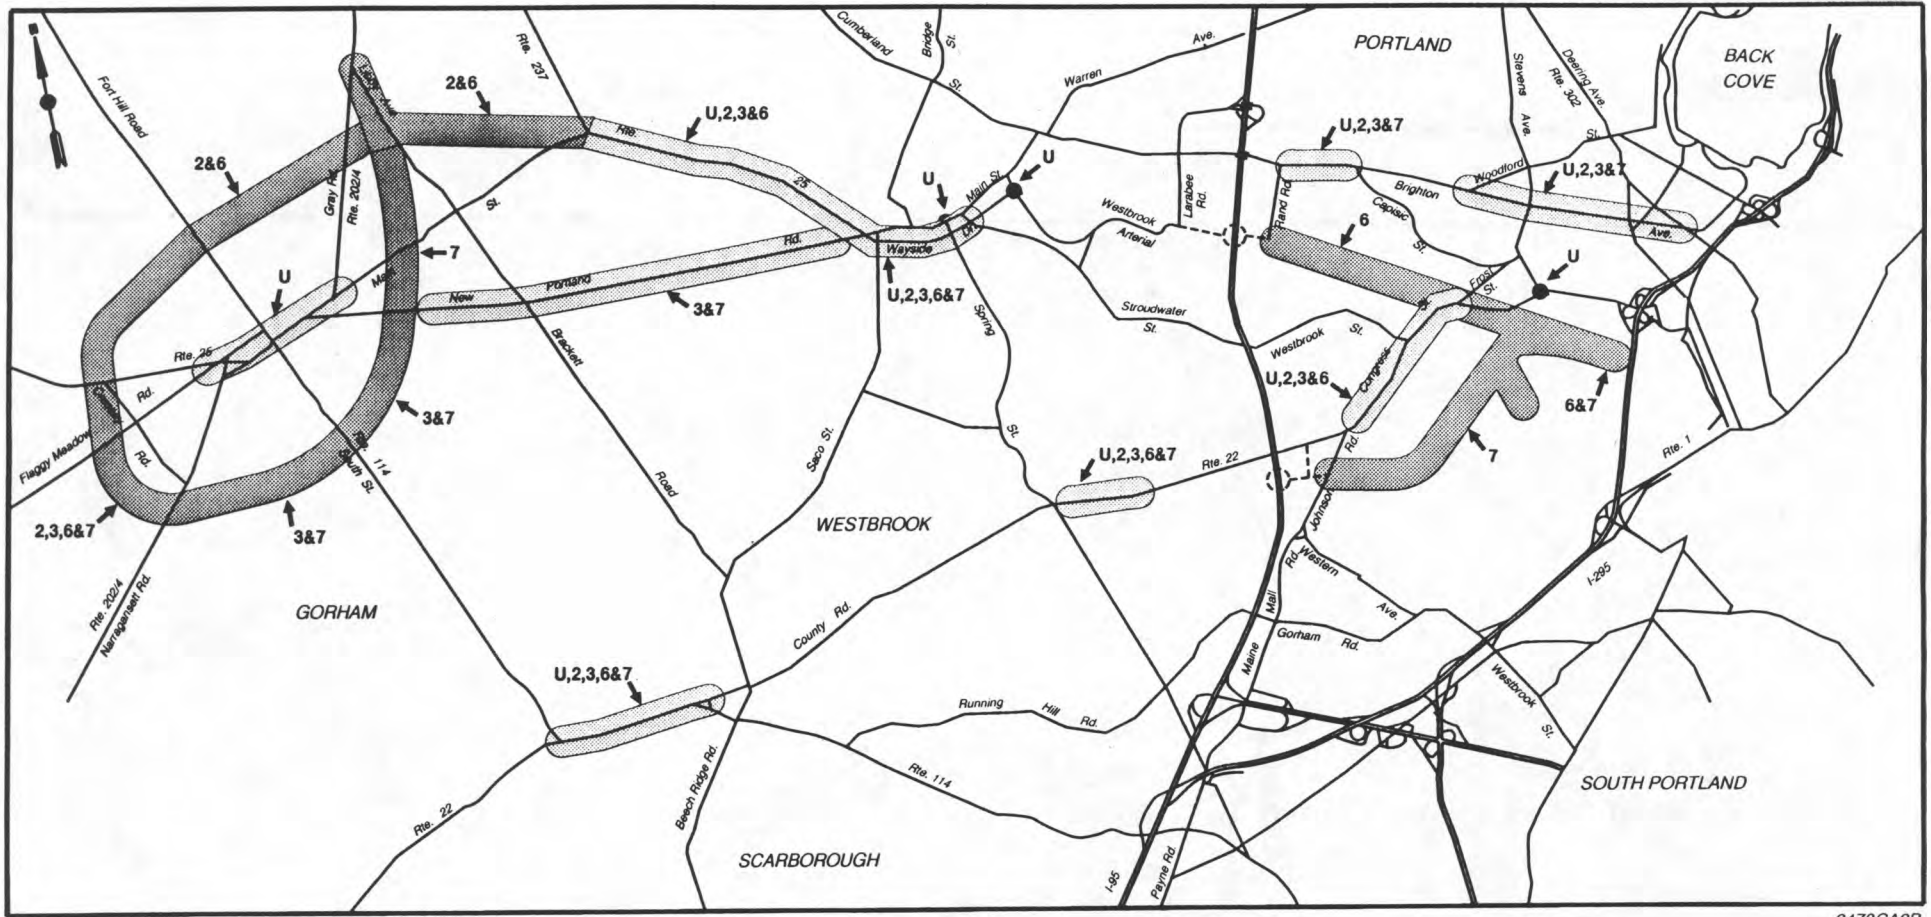 Cumberland
St.
Bridge
St.
Warren
Ave.
PORTLAND
BACK
COVE
Stevens
Ave.
Deering Ave.
Rte. 302
Fort Hill Road
Libby
Ave.
2&6
Rte. 237
U,2,3&6
Rte.
25
U,2,3&7
2&6
Gray Rd.
Rte. 202/4
U
U
Main St.
Larabee
Rd.
Rand Rd.
Brighton
Woodford
St.
U,2,3&7
Capisic
St.
Ave.
Westbrook
Arterial
6
U
7
Main
St.
New
Portland
Rd.
3&7
Wayside
Dr.
U,2,3,6&7
Frost
St.
U
Spring
St.
Stroudwater
St.
Westbrook
St.
Congress
St.
U,2,3&6
Rte. 25
Flaggy Meadow
Rd.
Rd.
Brackett
Road
3&7
6&7
7
Rte. 114
South St.
Saco St.
U,2,3,6&7
Rte. 22
Rd.
Johnson
Rte. 1
2,3,6&7
3&7
WESTBROOK
Rte. 202/4
Narragansett Rd.
GORHAM
County
Rd.
Rd.
Western
Ave.
I-295
Mall
Maine
Gorham
Rd.
U,2,3,6&7
Running
Hill
Rd.
Westbrook
St.
Rte. 22
Beech Ridge Rd.
Rte. 114
SOUTH PORTLAND
SCARBOROUGH
I-95
Payne Rd.